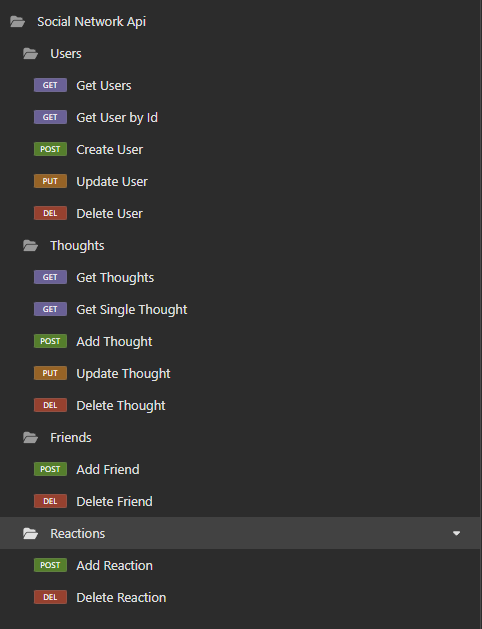 Social Network Api
Users
GET Get Users
GET Get User by Id
POST Create User
PUT Update User
DEL Delete User
Thoughts
GET Get Thoughts
GET Get Single Thought
POST Add Thought
PUT Update Thought
DEL Delete Thought
Friends
POST Add Friend
DEL Delete Friend
Reactions
POST Add Reaction
DEL Delete Reaction